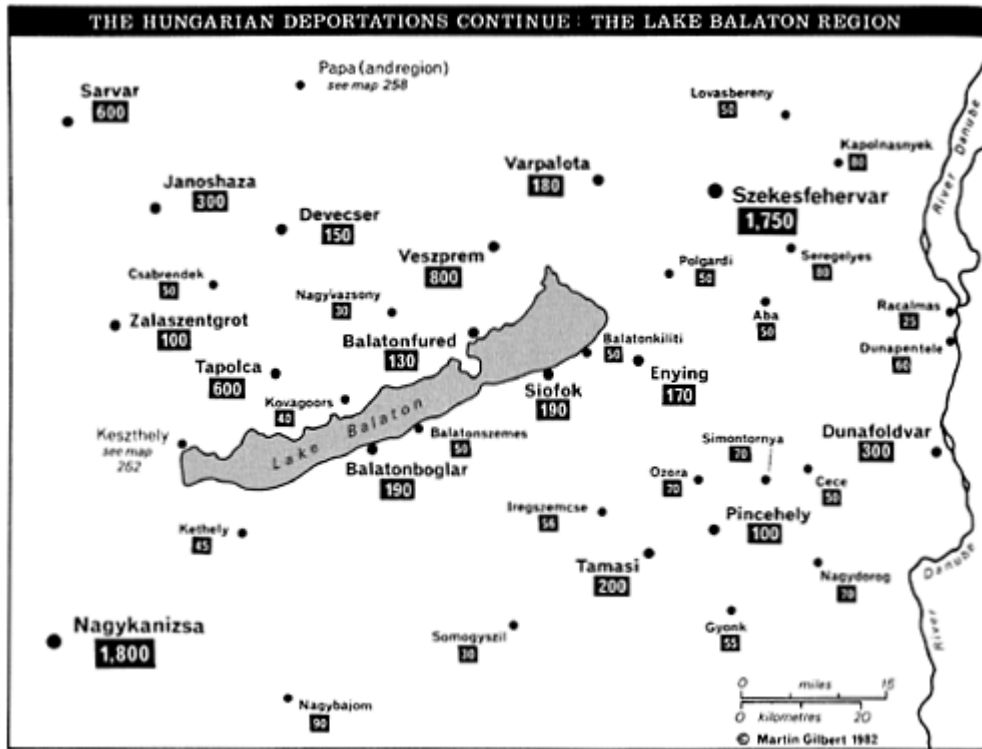 THE HUNGARIAN DEPORTATIONS CONTINUE: THE LAKE BALATON REGION
Papa (and region)
see map 258
Sarvar
600
Lovasbereny
50
Kapolnasnyek
80
River Danube
Varpalota
180
Janoshaza
300
Szekesfehervar
1,750
Devecser
150
Veszprem
800
Seregelyes
80
Polgardi
50
Csabrendek
50
Nagyvazsony
30
Racalmas
25
Aba
50
Zalaszentgrot
100
Balatonfured
130
Balatonkiliti
50
Dunapentele
60
Tapolca
600
Enying
170
Siofok
190
Kovagoors
40
Lake Balaton
Keszthely
see map
262
Balatonszemes
50
Simontornya
70
Dunafoldvar
300
Balatonboglar
190
Ozora
70
Cece
50
Iregszemcse
56
Pincehely
100
Kethely
45
Tamasi
200
Nagydorog
70
River Danube
Nagykanizsa
1,800
Somogyszil
30
Gyonk
55
Nagybajom
90
0 miles 15
0 kilometres 20
© Martin Gilbert 1982